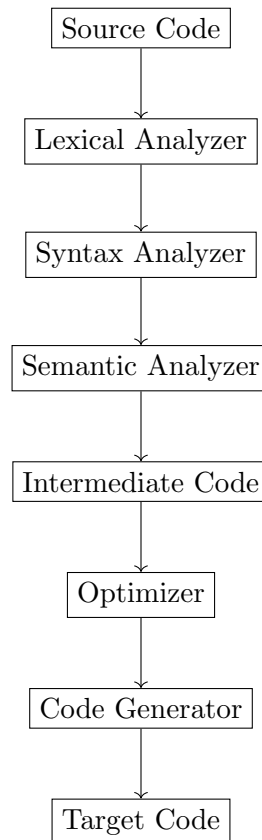 Source Code
Lexical Analyzer
Syntax Analyzer
Semantic Analyzer
Intermediate Code
Optimizer
Code Generator
Target Code